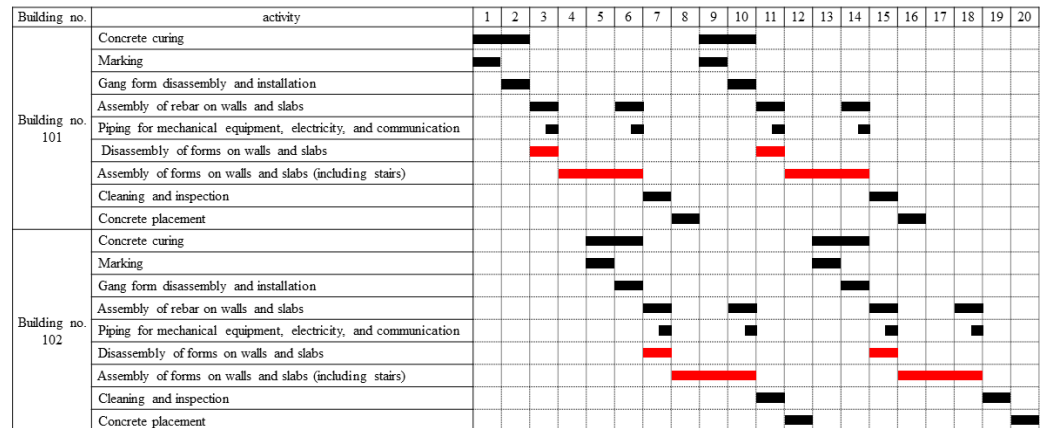 Building no. activity 1 2 3 4 5 6 7 8 9 10 11 12 13 14 15 16 17 18 19 20
Building no. 101
Concrete curing
Marking
Gang form disassembly and installation
Assembly of rebar on walls and slabs
Piping for mechanical equipment, electricity, and communication
Disassembly of forms on walls and slabs
Assembly of forms on walls and slabs (including stairs)
Cleaning and inspection
Concrete placement
Building no. 102
Concrete curing
Marking
Gang form disassembly and installation
Assembly of rebar on walls and slabs
Piping for mechanical equipment, electricity, and communication
Disassembly of forms on walls and slabs
Assembly of forms on walls and slabs (including stairs)
Cleaning and inspection
Concrete placement